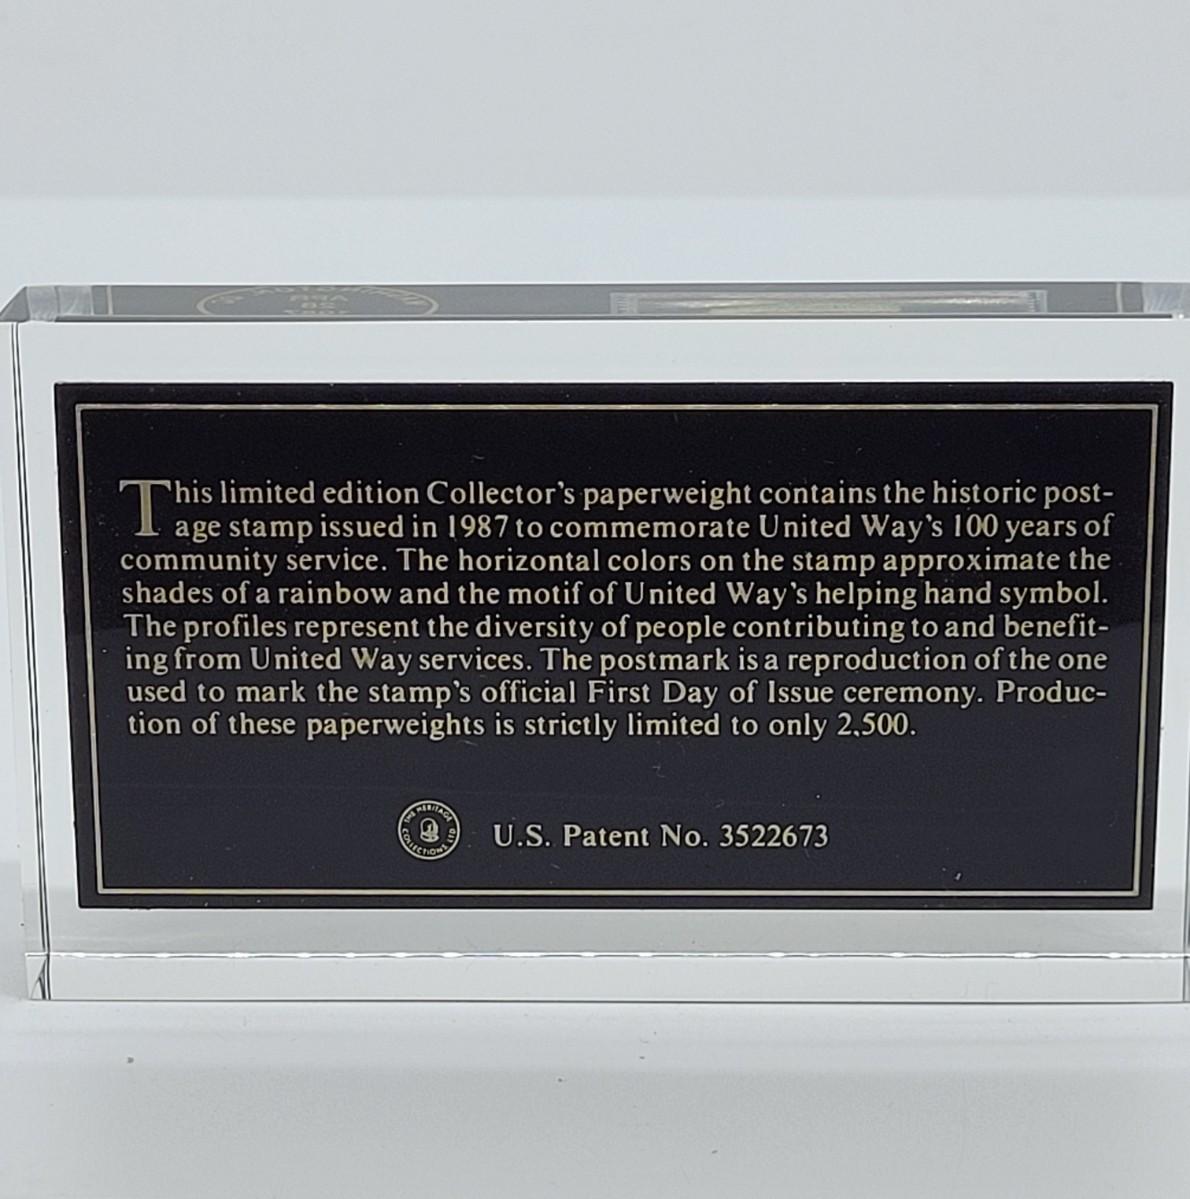 This limited edition Collector's paperweight contains the historic post-
age stamp issued in 1987 to commemorate United Way's 100 years of
community service. The horizontal colors on the stamp approximate the
shades of a rainbow and the motif of United Way's helping hand symbol.
The profiles represent the diversity of people contributing to and benefit-
ing from United Way services. The postmark is a reproduction of the one
used to mark the stamp's official First Day of Issue ceremony. Produc-
tion of these paperweights is strictly limited to only 2,500.
THE HERITAGE COLLECTIONS, LTD
U.S. Patent No. 3522673